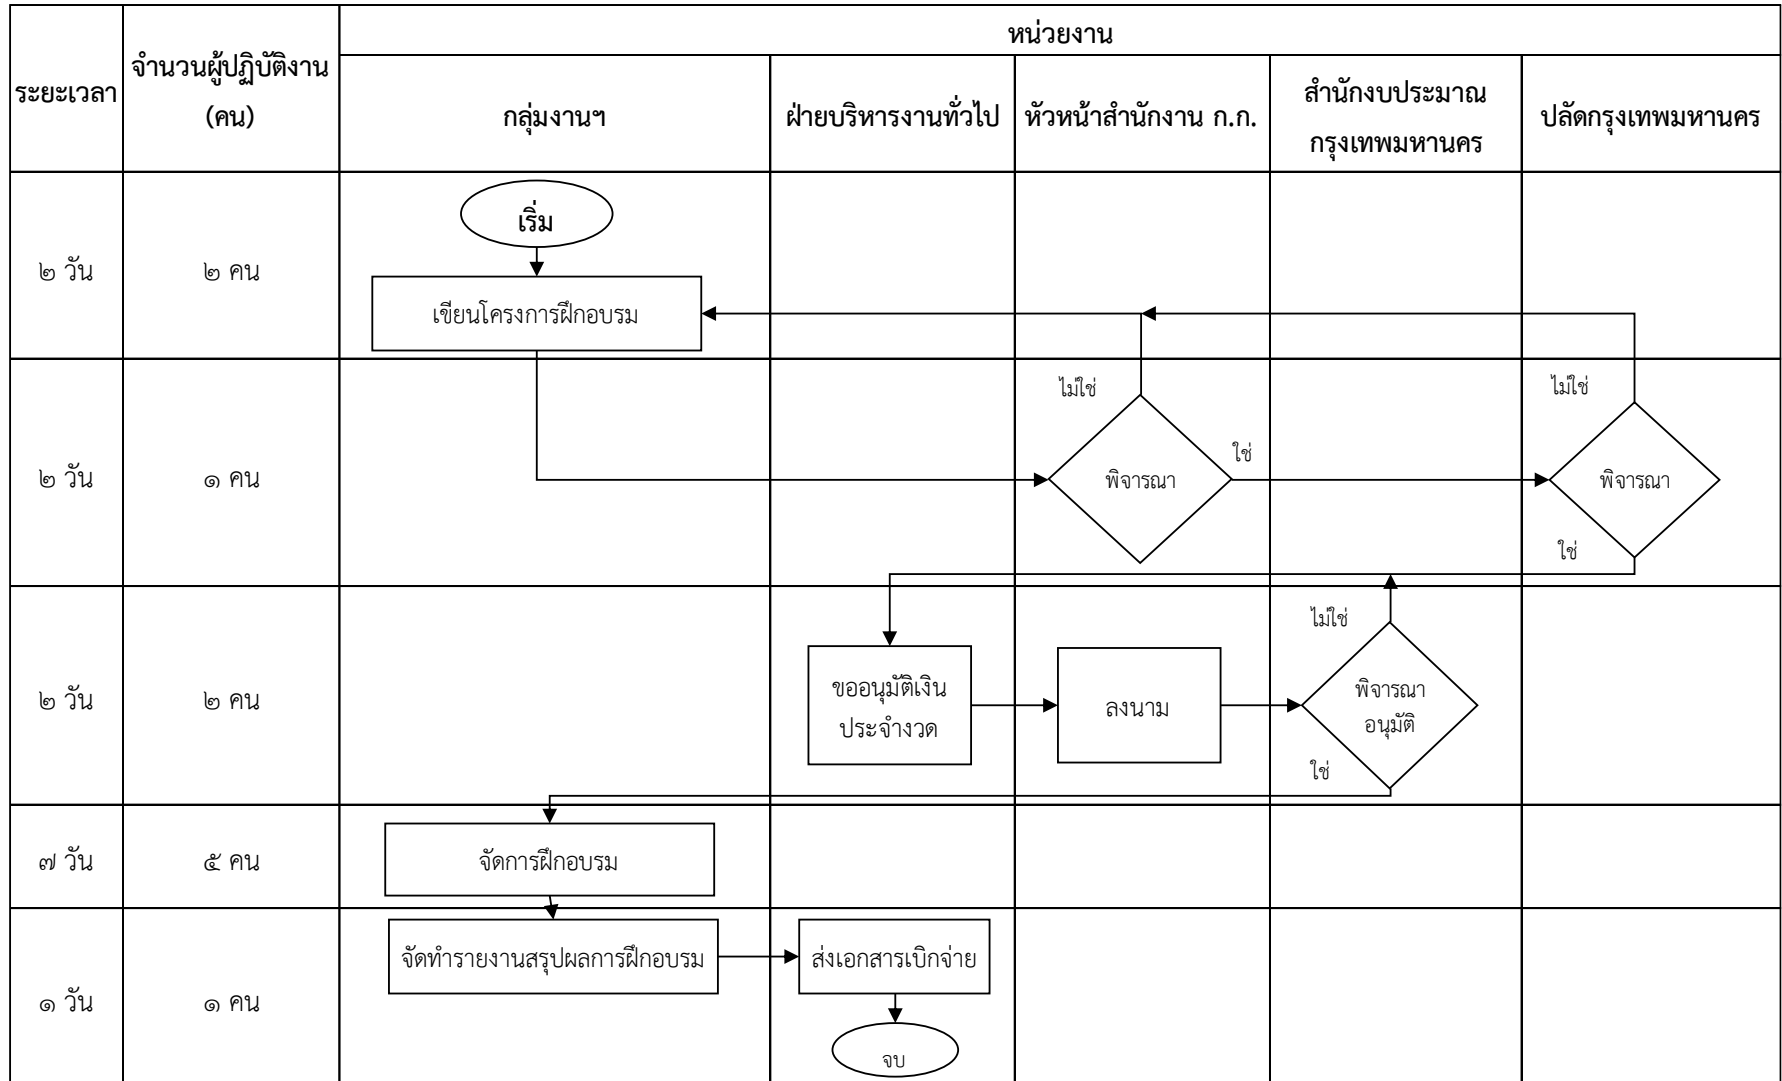 หน่วยงาน
ระยะเวลา
จำนวนผู้ปฏิบัติงาน
(คน)
กลุ่มงานฯ
ฝ่ายบริหารงานทั่วไป
หัวหน้าสำนักงาน ก.ก.
สำนักงบประมาณ
กรุงเทพมหานคร
ปลัดกรุงเทพมหานคร
เริ่ม
๒ วัน
๒ คน
เขียนโครงการฝึกอบรม
ไม่ใช่
ไม่ใช่
ใช่
๒ วัน
๑ คน
พิจารณา
พิจารณา
ใช่
ไม่ใช่
๒ วัน
๒ คน
ขออนุมัติเงิน
ประจำงวด
ลงนาม
พิจารณา
อนุมัติ
ใช่
๗ วัน
๕ คน
จัดการฝึกอบรม
จัดทำรายงานสรุปผลการฝึกอบรม
ส่งเอกสารเบิกจ่าย
๑ วัน
๑ คน
จบ